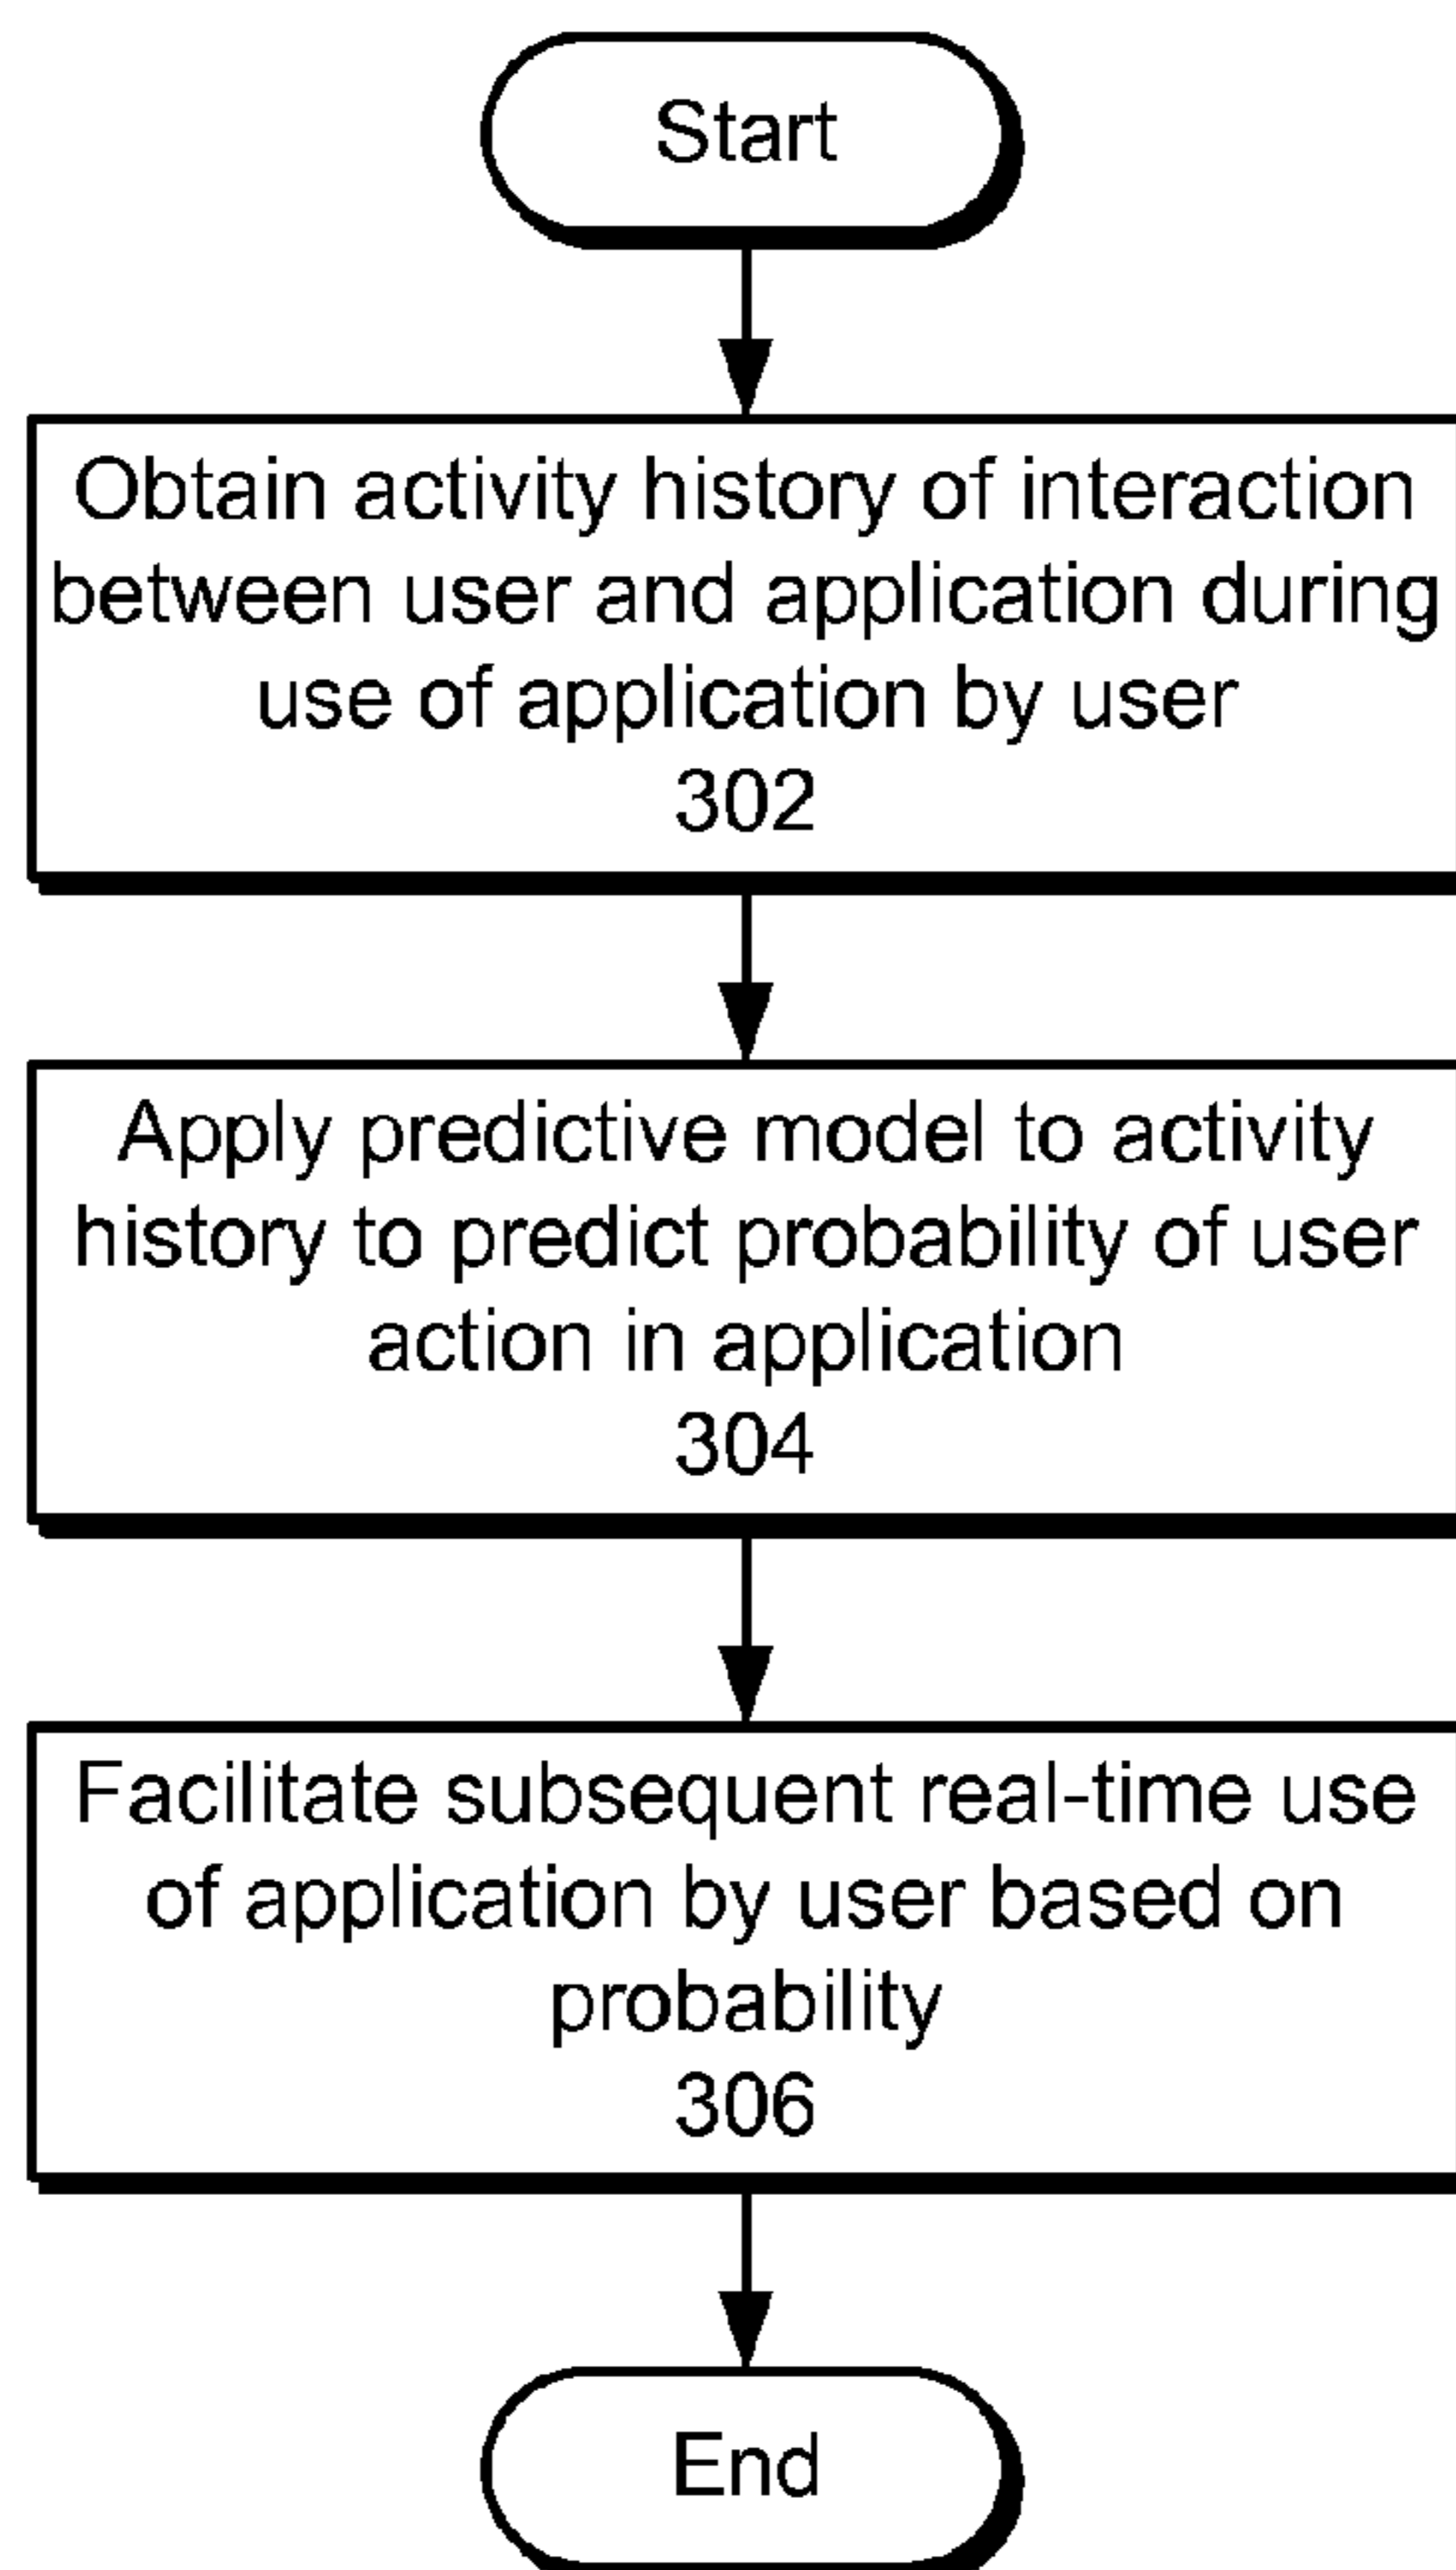 Start
Obtain activity history of interaction
between user and application during
use of application by user
302
Apply predictive model to activity
history to predict probability of user
action in application
304
Facilitate subsequent real-time use
of application by user based on
probability
306
End